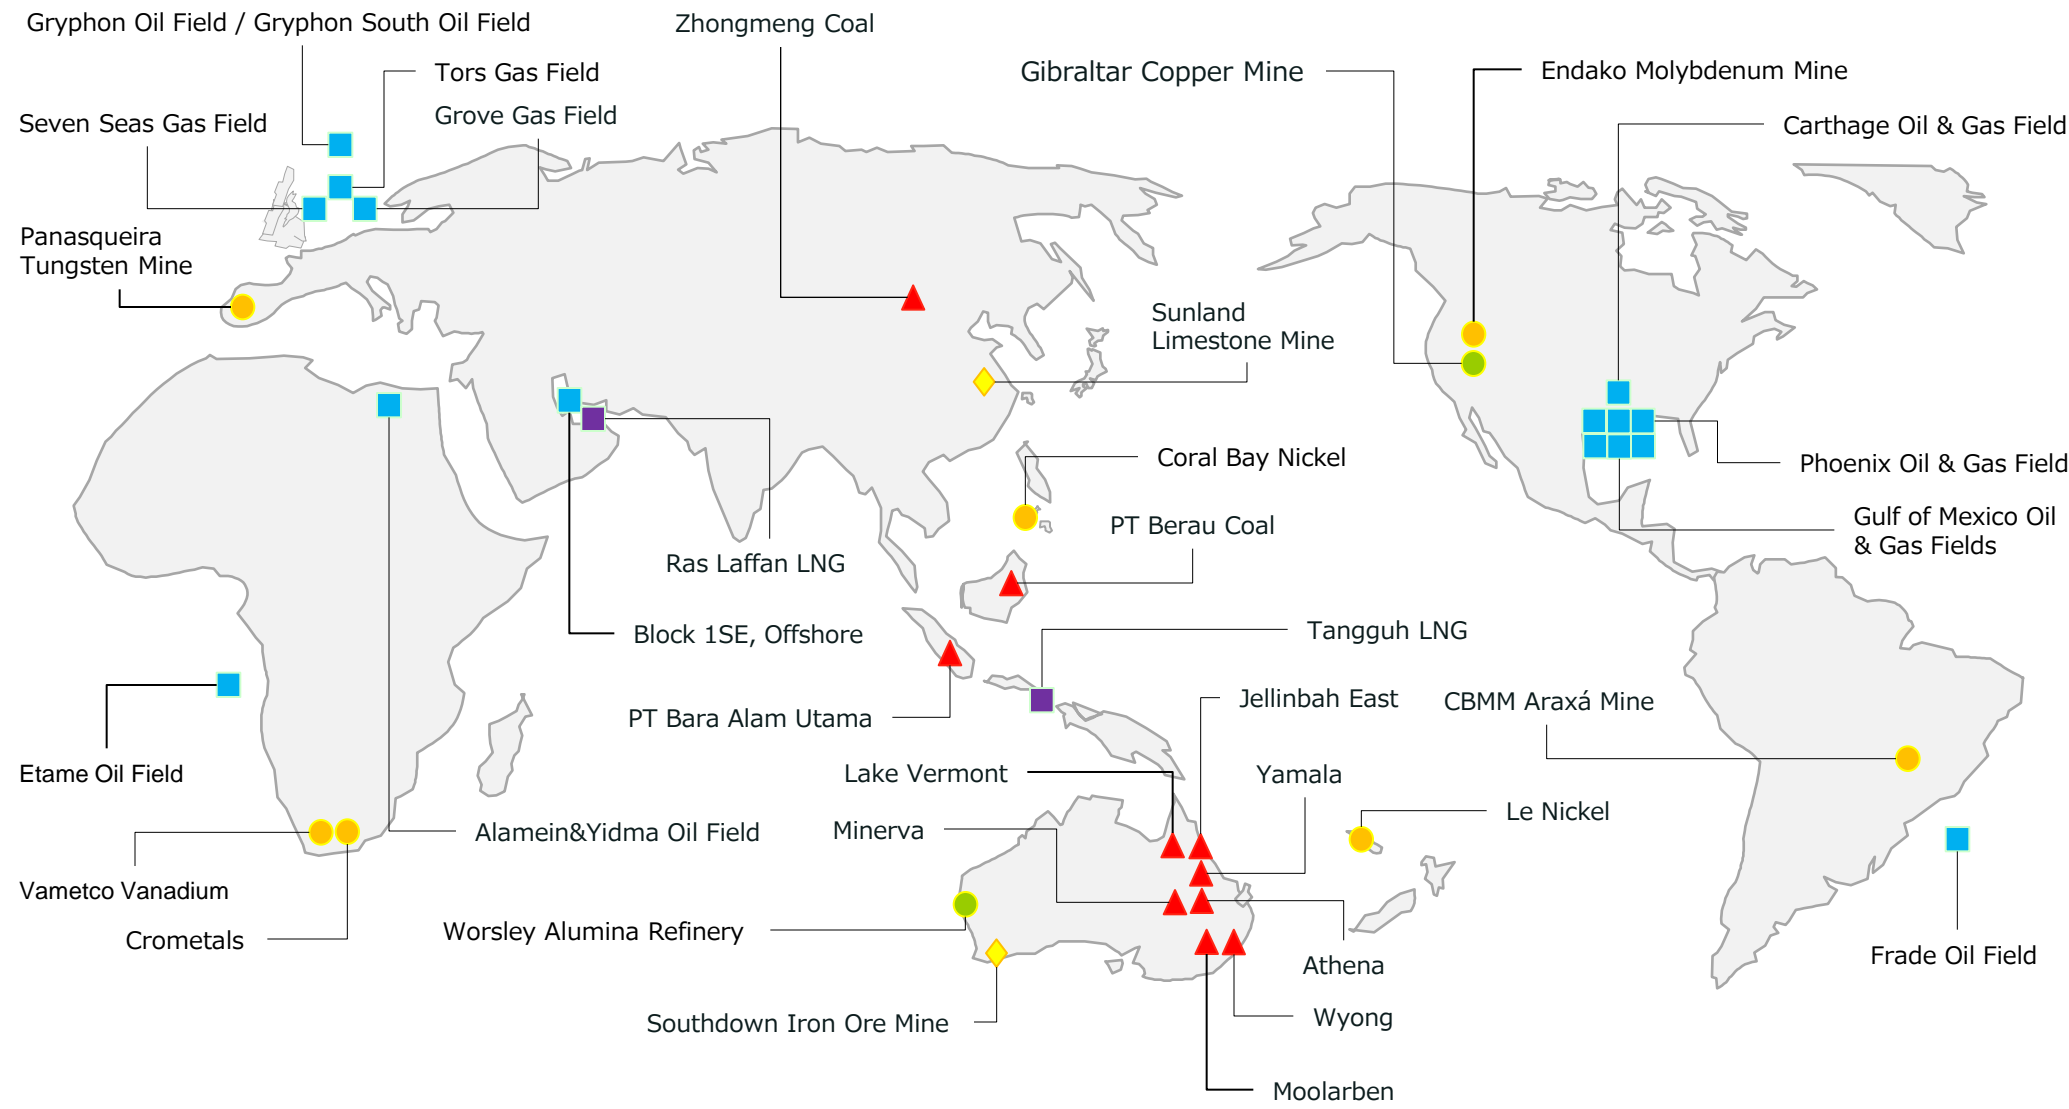 Gryphon Oil Field / Gryphon South Oil Field
Zhongmeng Coal
Tors Gas Field
Gibraltar Copper Mine
Endako Molybdenum Mine
Seven Seas Gas Field
Grove Gas Field
Carthage Oil & Gas Field
Panasqueira
Tungsten Mine
Sunland
Limestone Mine
Coral Bay Nickel
Phoenix Oil & Gas Field
PT Berau Coal
Gulf of Mexico Oil
& Gas Fields
Ras Laffan LNG
Block 1SE, Offshore
Tangguh LNG
PT Bara Alam Utama
Jellinbah East
CBMM Araxá Mine
Etame Oil Field
Lake Vermont
Yamala
Alamein&Yidma Oil Field
Minerva
Le Nickel
Vametco Vanadium
Crometals
Worsley Alumina Refinery
Athena
Frade Oil Field
Southdown Iron Ore Mine
Wyong
Moolarben